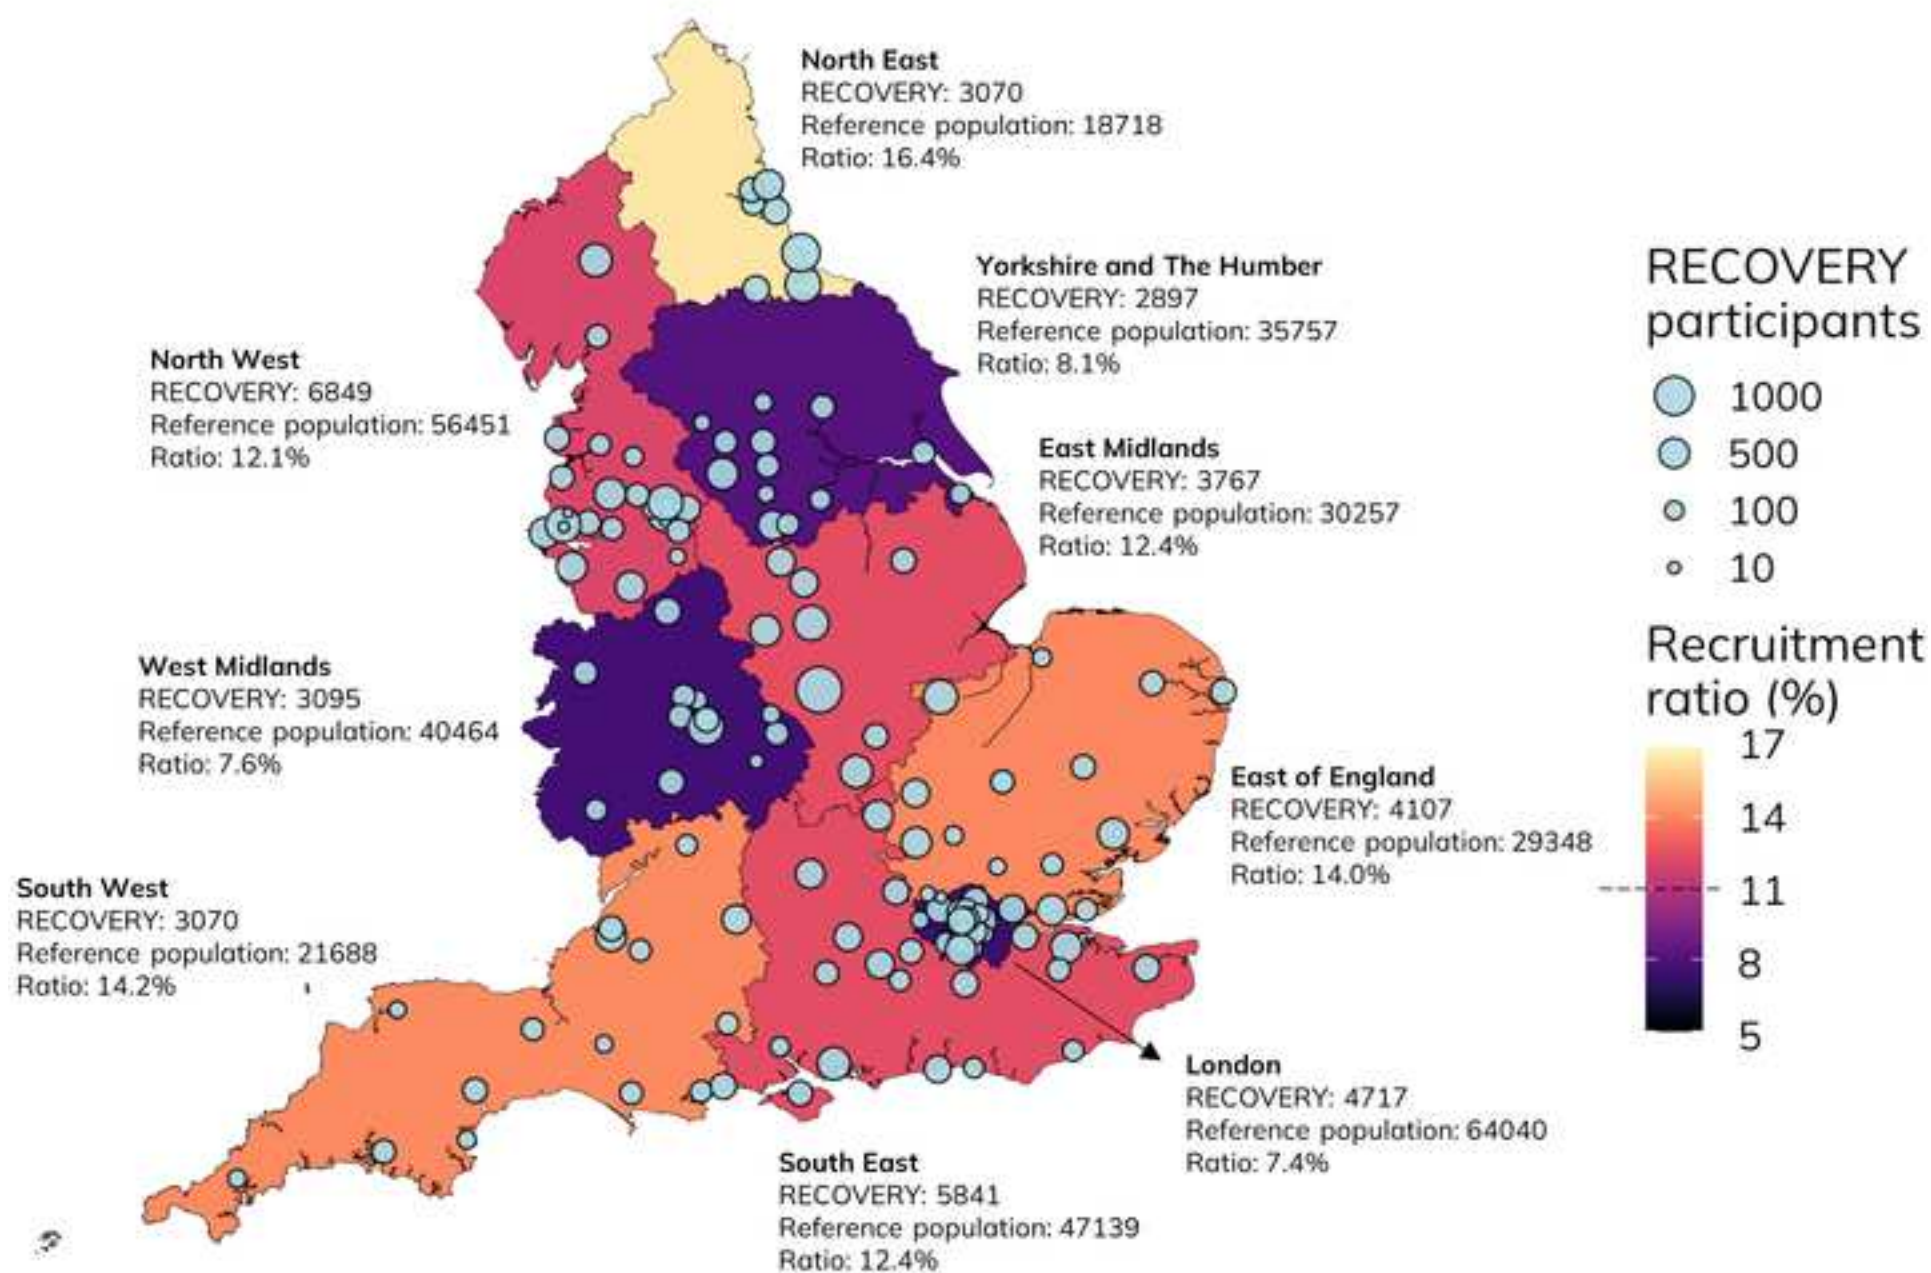 North East
RECOVERY: 3070
Reference population: 18718
Ratio: 16.4%
Yorkshire and The Humber
RECOVERY: 2897
Reference population: 35757
Ratio: 8.1%
North West
RECOVERY: 6849
Reference population: 56451
Ratio: 12.1%
East Midlands
RECOVERY: 3767
Reference population: 30257
Ratio: 12.4%
West Midlands
RECOVERY: 3095
Reference population: 40464
Ratio: 7.6%
East of England
RECOVERY: 4107
Reference population: 29348
Ratio: 14.0%
South West
RECOVERY: 3070
Reference population: 21688
Ratio: 14.2%
London
RECOVERY: 4717
Reference population: 64040
Ratio: 7.4%
South East
RECOVERY: 5841
Reference population: 47139
Ratio: 12.4%
RECOVERY
participants
1000
500
100
10
Recruitment
ratio (%)
17
14
11
8
5